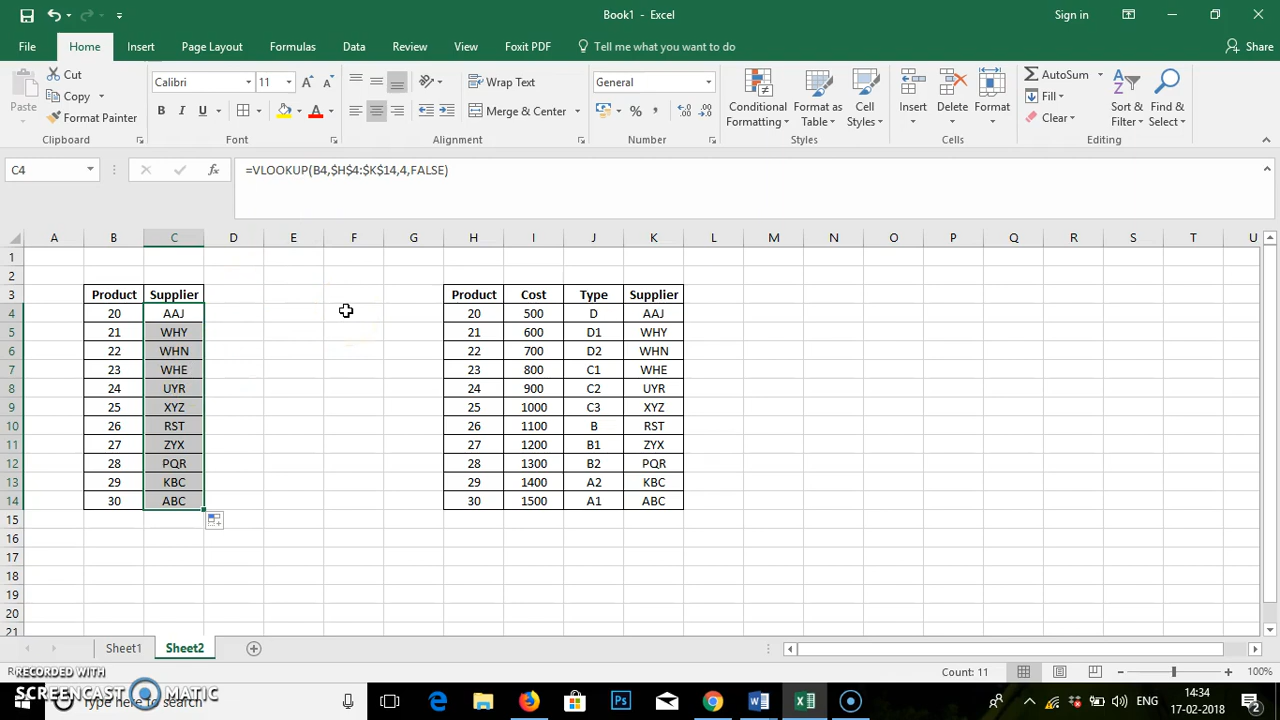 Book1 - Excel
Sign in
File Home Insert Page Layout Formulas Data Review View Foxit PDF Tell me what you want to do Share
Paste
Cut
Copy
Format Painter
Clipboard
Calibri 11
B I U
Font
Wrap Text
Merge & Center
Alignment
General
Number
Conditional Formatting
Format as Table
Cell Styles
Styles
Insert
Delete
Format
Cells
AutoSum
Fill
Clear
Sort & Filter
Find & Select
Editing
C4 fx =VLOOKUP(B4,$H$4:$K$14,4,FALSE)
A B C D E F G H I J K L M N O P Q R S T U
1
2
3 Product Supplier Product Cost Type Supplier
4 20 AAJ 20 500 D AAJ
5 21 WHY 21 600 D1 WHY
6 22 WHN 22 700 D2 WHN
7 23 WHE 23 800 C1 WHE
8 24 UYR 24 900 C2 UYR
9 25 XYZ 25 1000 C3 XYZ
10 26 RST 26 1100 B RST
11 27 ZYX 27 1200 B1 ZYX
12 28 PQR 28 1300 B2 PQR
13 29 KBC 29 1400 A2 KBC
14 30 ABC 30 1500 A1 ABC
15
16
17
18
19
20
21
Sheet1 Sheet2
Count: 11 100%
RECORDED WITH
SCREENCAST MATIC
here to search
ENG
14:34
17-02-2018
2